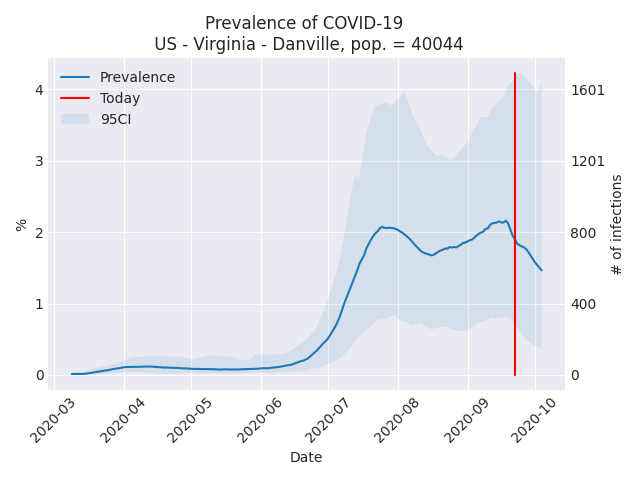 Prevalence of COVID-19
US - Virginia - Danville, pop. = 40044
Prevalence
Today
95CI
4
3
2
1
0
%
1601
1201
800
400
0
# of infections
2020-03
2020-04
2020-05
2020-06
2020-07
2020-08
2020-09
2020-10
Date